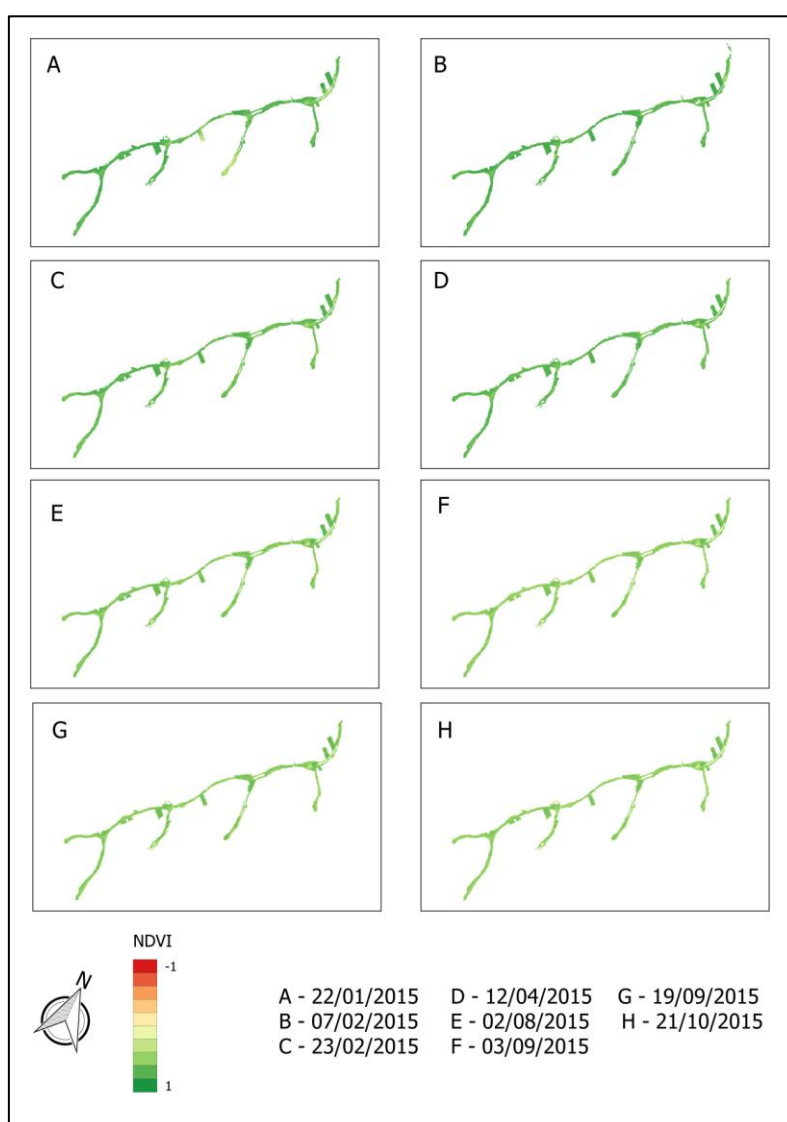 A
B
C
D
E
F
G
H
NDVI
-1
1
N
A - 22/01/2015
B - 07/02/2015
C - 23/02/2015
D - 12/04/2015
E - 02/08/2015
F - 03/09/2015
G - 19/09/2015
H - 21/10/2015